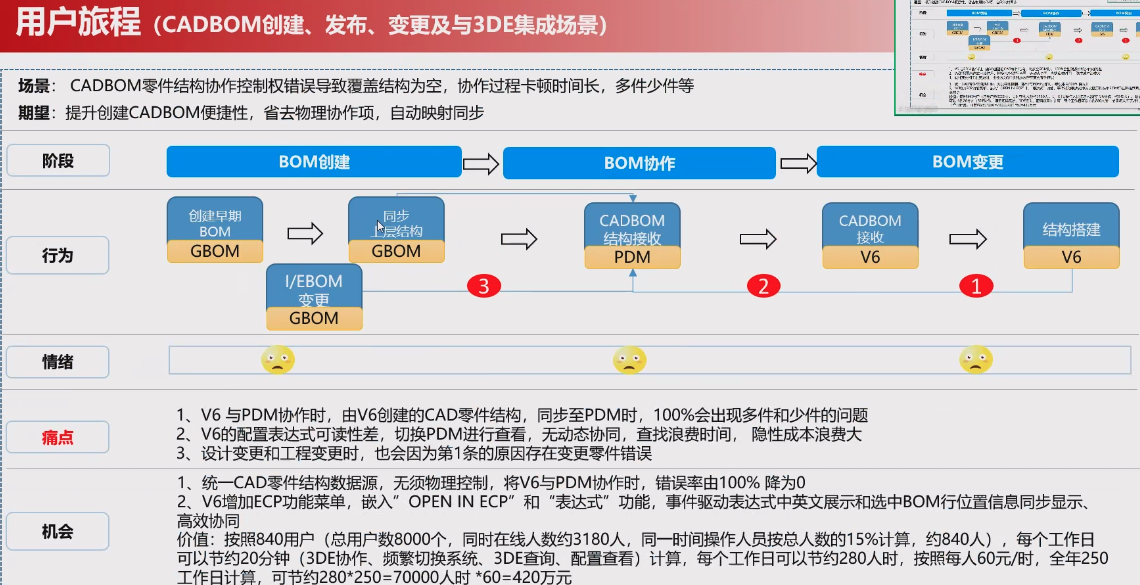 用户旅程（CADBOM创建、发布、变更及与3DE集成场景）
场景： CADBOM零件结构协作控制权错误导致覆盖结构为空，协作过程卡顿时间长，多件少件等
期望：提升创建CADBOM便捷性，省去物理协作项，自动映射同步
阶段
BOM创建
BOM协作
BOM变更
行为
创建早期
BOM
GBOM
同步
上层结构
GBOM
I/EBOM
变更
GBOM
CADBOM
结构接收
PDM
CADBOM
接收
V6
结构搭建
V6
3
2
1
情绪
痛点
1、V6 与PDM协作时，由V6创建的CAD零件结构，同步至PDM时，100%会出现多件和少件的问题
2、V6的配置表达式可读性差，切换PDM进行查看，无动态协同，查找浪费时间， 隐性成本浪费大
3、设计变更和工程变更时，也会因为第1条的原因存在变更零件错误
机会
1、统一CAD零件结构数据源，无须物理控制，将V6与PDM协作时，错误率由100% 降为0
2、V6增加ECP功能菜单，嵌入” OPEN IN ECP”和“表达式”功能，事件驱动表达式中英文展示和选中BOM行位置信息同步显示、
高效协同
价值：按照840用户（总用户数8000个，同时在线人数约3180人，同一时间操作人员按总人数的15%计算，约840人），每个工作日
可以节约20分钟（3DE协作、频繁切换系统、3DE查询、配置查看）计算，每个工作日可以节约280人时，按照每人60元/时，全年250
工作日计算，可节约280*250=70000人时 *60=420万元